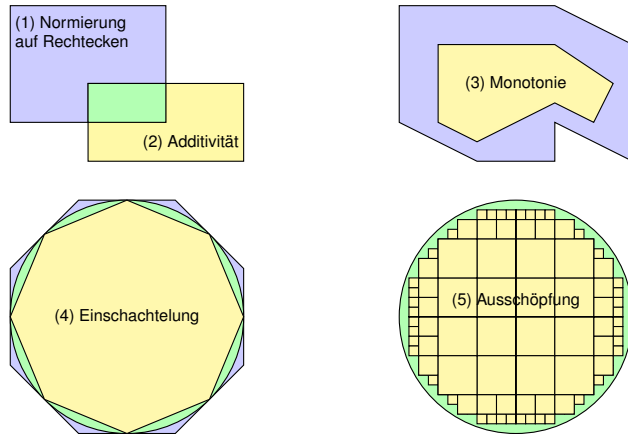 (1) Normierung
auf Rechtecken
(2) Additivität
(3) Monotonie
(4) Einschachtelung
(5) Ausschöpfung